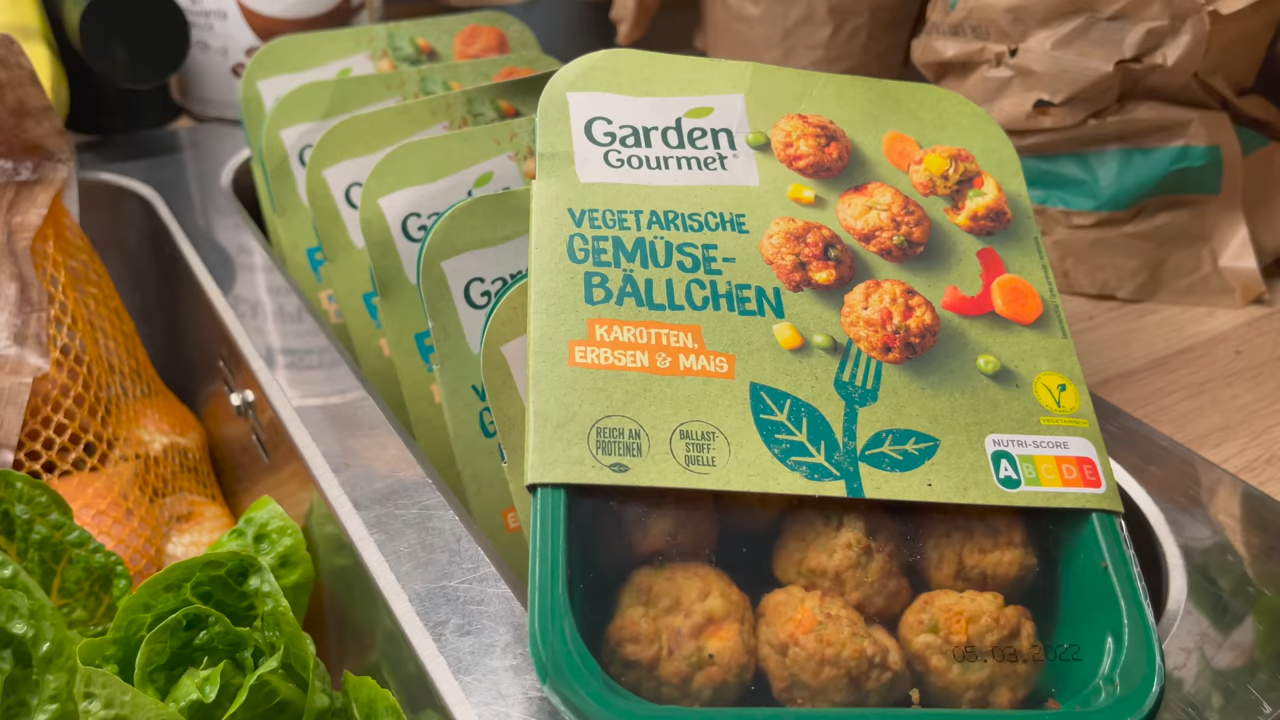 Garden
Gourmet®
VEGETARISCHE
GEMÜSE-
BÄLLCHEN
KAROTTEN,
ERBSEN & MAIS
REICH AN
PROTEINEN
BALLAST-
STOFF-
QUELLE
VEGETARISCH
NUTRI-SCORE
A B C D E
05.03.2022